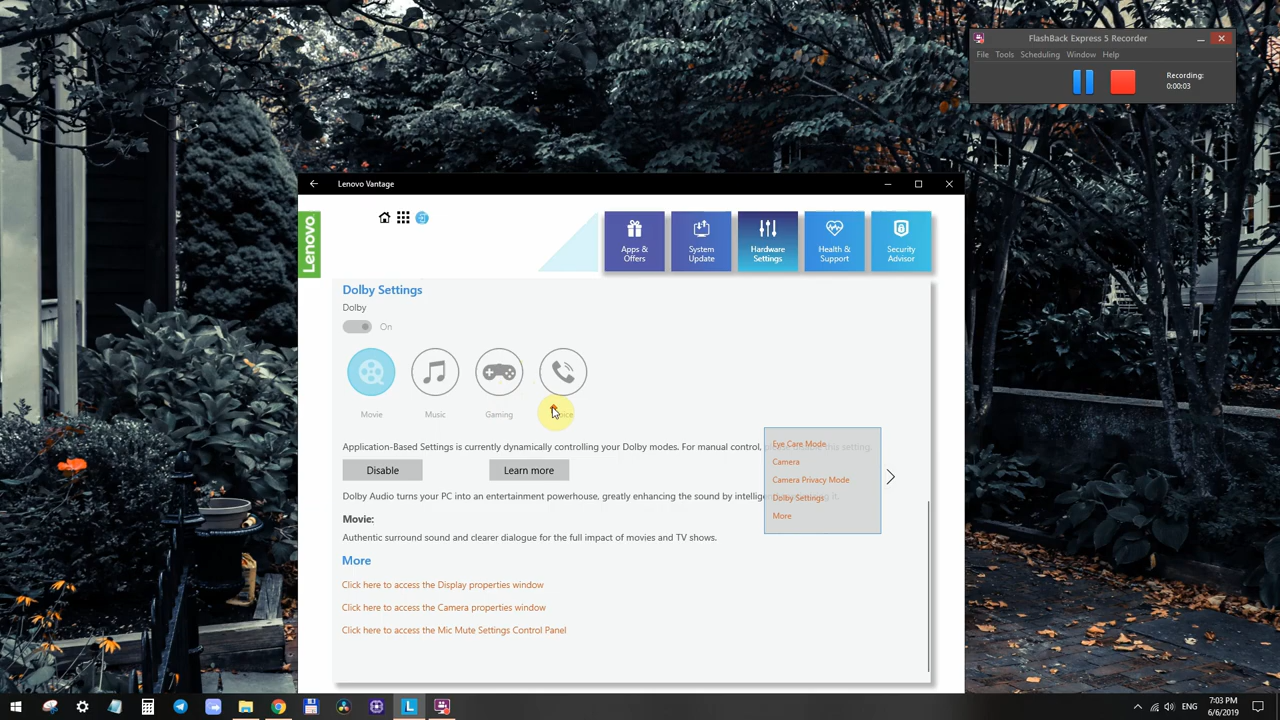 FlashBack Express 5 Recorder
File Tools Scheduling Window Help
Recording:
0:00:03
Lenovo Vantage
Lenovo
Apps & Offers
System Update
Hardware Settings
Health & Support
Security Advisor
Dolby Settings
Dolby
On
Movie
Music
Gaming
Application-Based Settings is currently dynamically controlling your Dolby modes. For manual control, please disable this setting.
Disable
Learn more
Dolby Audio turns your PC into an entertainment powerhouse, greatly enhancing the sound by
Movie:
Authentic surround sound and clearer dialogue for the full impact of movies and TV shows.
More
Click here to access the Display properties window
Click here to access the Camera properties window
Click here to access the Mic Mute Settings Control Panel
Eye Care Mode
Camera
Camera Privacy Mode
Dolby Settings
More
L
ENG
7:03 PM
6/6/2019